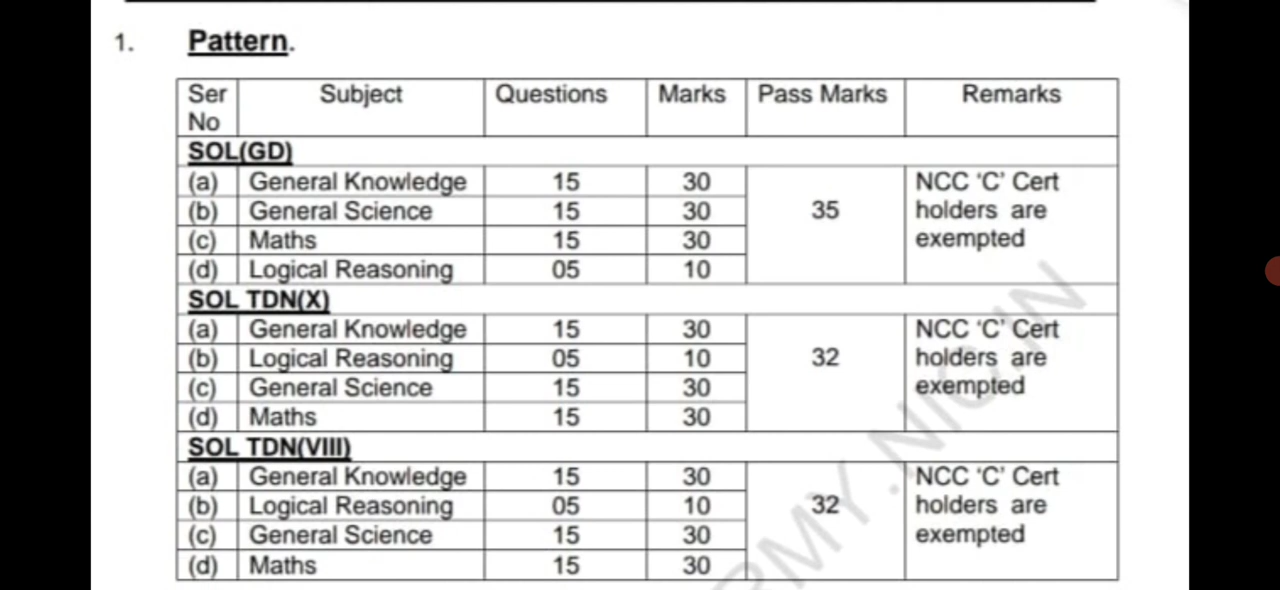 1. Pattern.
Ser No Subject Questions Marks Pass Marks Remarks
SOL(GD)
(a) General Knowledge 15 30 35 NCC 'C' Cert holders are exempted
(b) General Science 15 30
(c) Maths 15 30
(d) Logical Reasoning 05 10
SOL TDN(X)
(a) General Knowledge 15 30 32 NCC 'C' Cert holders are exempted
(b) Logical Reasoning 05 10
(c) General Science 15 30
(d) Maths 15 30
SOL TDN(VIII)
(a) General Knowledge 15 30 32 NCC 'C' Cert holders are exempted
(b) Logical Reasoning 05 10
(c) General Science 15 30
(d) Maths 15 30